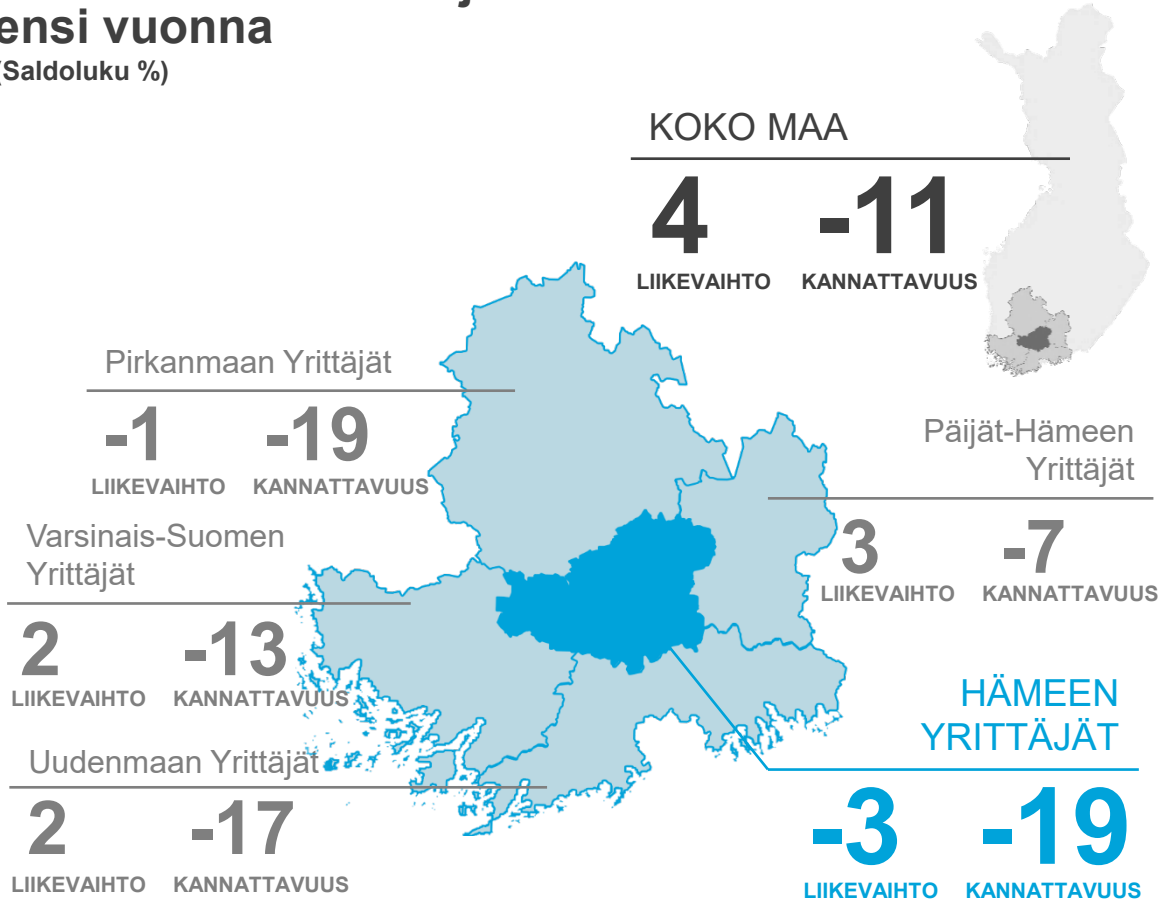 ensi vuonna
(Saldoluku %)
KOKO MAA
4 -11
LIIKEVAIHTO KANNATTAVUUS
Pirkanmaan Yrittäjät
-1 -19
LIIKEVAIHTO KANNATTAVUUS
Päijät-Hämeen
Yrittäjät
3 -7
LIIKEVAIHTO KANNATTAVUUS
Varsinais-Suomen
Yrittäjät
2 -13
LIIKEVAIHTO KANNATTAVUUS
HÄMEEN
YRITTÄJÄT
-3 -19
LIIKEVAIHTO KANNATTAVUUS
Uudenmaan Yrittäjät
2 -17
LIIKEVAIHTO KANNATTAVUUS